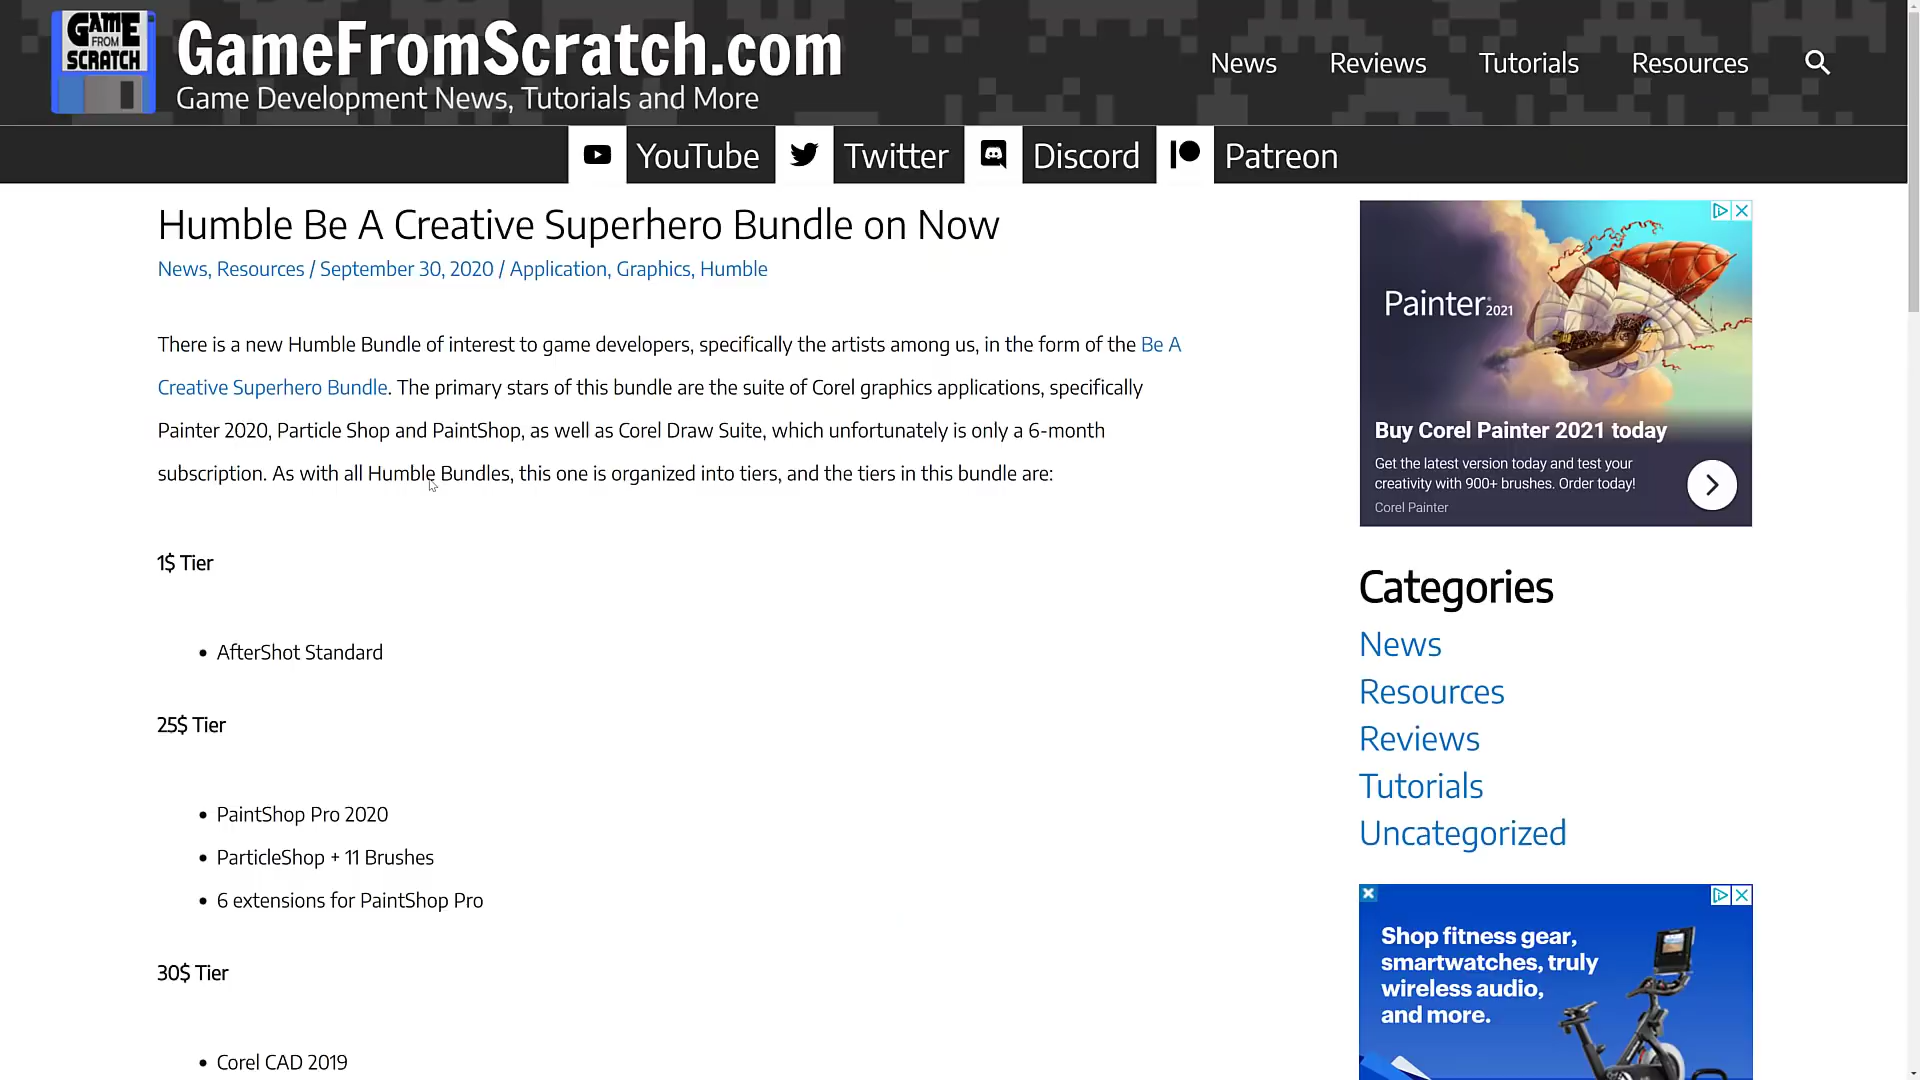 GAME
FROM
SCRATCH
GameFromScratch.com
Game Development News, Tutorials and More
News
Reviews
Tutorials
Resources
YouTube
Twitter
Discord
Patreon
Humble Be A Creative Superhero Bundle on Now
News, Resources / September 30, 2020 / Application, Graphics, Humble
There is a new Humble Bundle of interest to game developers, specifically the artists among us, in the form of the Be A
Creative Superhero Bundle. The primary stars of this bundle are the suite of Corel graphics applications, specifically
Painter 2020, Particle Shop and PaintShop, as well as Corel Draw Suite, which unfortunately is only a 6-month
subscription. As with all Humble Bundles, this one is organized into tiers, and the tiers in this bundle are:
1$ Tier
• AfterShot Standard
25$ Tier
• PaintShop Pro 2020
• ParticleShop + 11 Brushes
• 6 extensions for PaintShop Pro
30$ Tier
• Corel CAD 2019
Painter® 2021
Buy Corel Painter 2021 today
Get the latest version today and test your
creativity with 900+ brushes. Order today!
Corel Painter
Categories
News
Resources
Reviews
Tutorials
Uncategorized
Shop fitness gear,
smartwatches, truly
wireless audio,
and more.